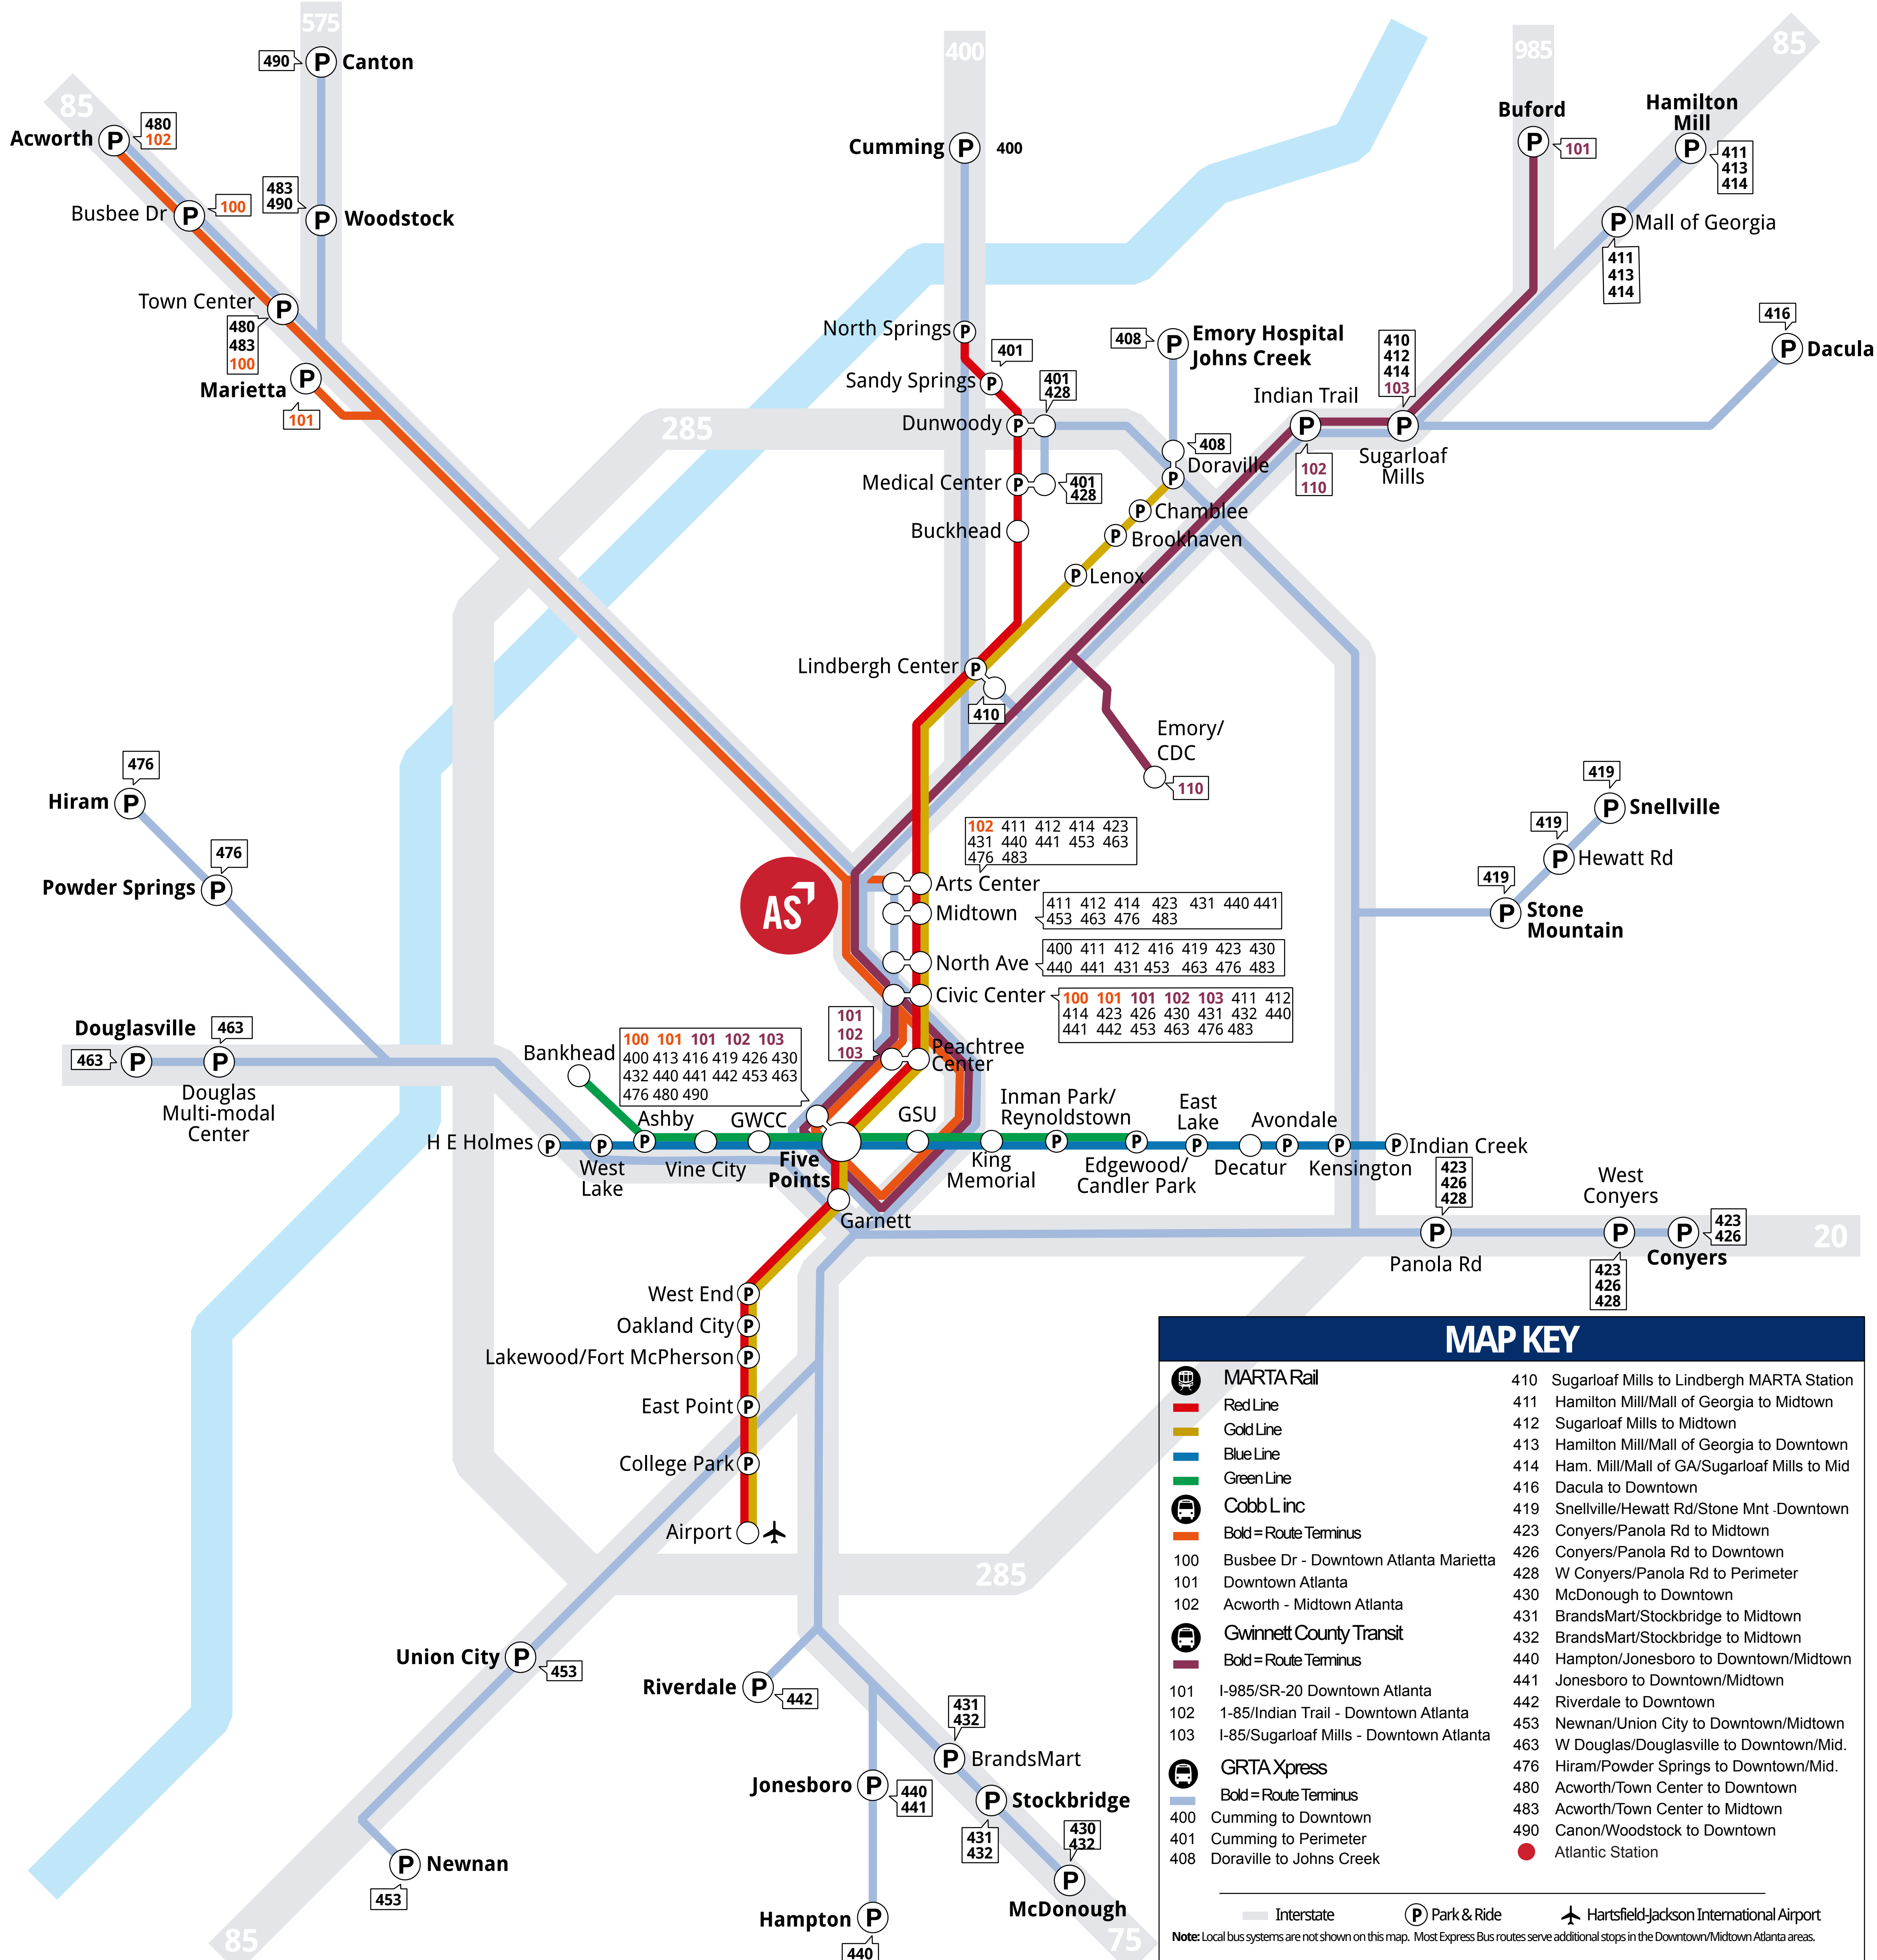 575
400
985
85
85
490
Canton
Acworth
480
102
Busbee Dr
100
483
490
Woodstock
Cumming
400
Buford
101
Hamilton
Mill
411
413
414
Mall of Georgia
411
413
414
Town Center
480
483
100
Marietta
101
North Springs
401
Sandy Springs
401
428
Dunwoody
285
Medical Center
401
428
Buckhead
408
Emory Hospital
Johns Creek
408
Doraville
Chamblee
Brookhaven
Lenox
Indian Trail
102
110
410
412
414
103
Sugarloaf
Mills
416
Dacula
Lindbergh Center
410
Emory/
CDC
110
476
Hiram
476
Powder Springs
419
Snellville
419
Hewatt Rd
419
Stone
Mountain
AS
102 411 412 414 423
431 440 441 453 463
476 483
Arts Center
Midtown
411 412 414 423 431 440 441
453 463 476 483
North Ave
400 411 412 416 419 423 430
440 441 431 453 463 476 483
Civic Center
100 101 101 102 103 411 412
414 423 426 430 431 432 440
441 442 453 463 476 483
101
102
103
Peachtree
Center
Douglasville
463
463
Douglas
Multi-modal
Center
Bankhead
100 101 101 102 103
400 413 416 419 426 430
432 440 441 442 453 463
476 480 490
H E Holmes
West
Lake
Ashby
Vine City
GWCC
Five
Points
GSU
King
Memorial
Inman Park/
Reynoldstown
Edgewood/
Candler Park
East
Lake
Decatur
Avondale
Kensington
Indian Creek
Garnett
423
426
428
Panola Rd
West
Conyers
423
426
428
423
426
Conyers
20
West End
Oakland City
Lakewood/Fort McPherson
East Point
College Park
Airport
285
Union City
453
Riverdale
442
431
432
BrandsMart
Jonesboro
440
441
Stockbridge
431
432
430
432
McDonough
Newnan
453
Hampton
440
85
75
MAP KEY
MARTA Rail
Red Line
Gold Line
Blue Line
Green Line
Cobb Linc
Bold = Route Terminus
100 Busbee Dr - Downtown Atlanta Marietta
101 Downtown Atlanta
102 Acworth - Midtown Atlanta
Gwinnett County Transit
Bold = Route Terminus
101 I-985/SR-20 Downtown Atlanta
102 1-85/Indian Trail - Downtown Atlanta
103 I-85/Sugarloaf Mills - Downtown Atlanta
GRTA Xpress
Bold = Route Terminus
400 Cumming to Downtown
401 Cumming to Perimeter
408 Doraville to Johns Creek
410 Sugarloaf Mills to Lindbergh MARTA Station
411 Hamilton Mill/Mall of Georgia to Midtown
412 Sugarloaf Mills to Midtown
413 Hamilton Mill/Mall of Georgia to Downtown
414 Ham. Mill/Mall of GA/Sugarloaf Mills to Mid
416 Dacula to Downtown
419 Snellville/Hewatt Rd/Stone Mnt -Downtown
423 Conyers/Panola Rd to Midtown
426 Conyers/Panola Rd to Downtown
428 W Conyers/Panola Rd to Perimeter
430 McDonough to Downtown
431 BrandsMart/Stockbridge to Midtown
432 BrandsMart/Stockbridge to Midtown
440 Hampton/Jonesboro to Downtown/Midtown
441 Jonesboro to Downtown/Midtown
442 Riverdale to Downtown
453 Newnan/Union City to Downtown/Midtown
463 W Douglas/Douglasville to Downtown/Mid.
476 Hiram/Powder Springs to Downtown/Mid.
480 Acworth/Town Center to Downtown
483 Acworth/Town Center to Midtown
490 Canon/Woodstock to Downtown
Atlantic Station
Interstate
P Park & Ride
Hartsfield-Jackson International Airport
Note: Local bus systems are not shown on this map. Most Express Bus routes serve additional stops in the Downtown/Midtown Atlanta areas.